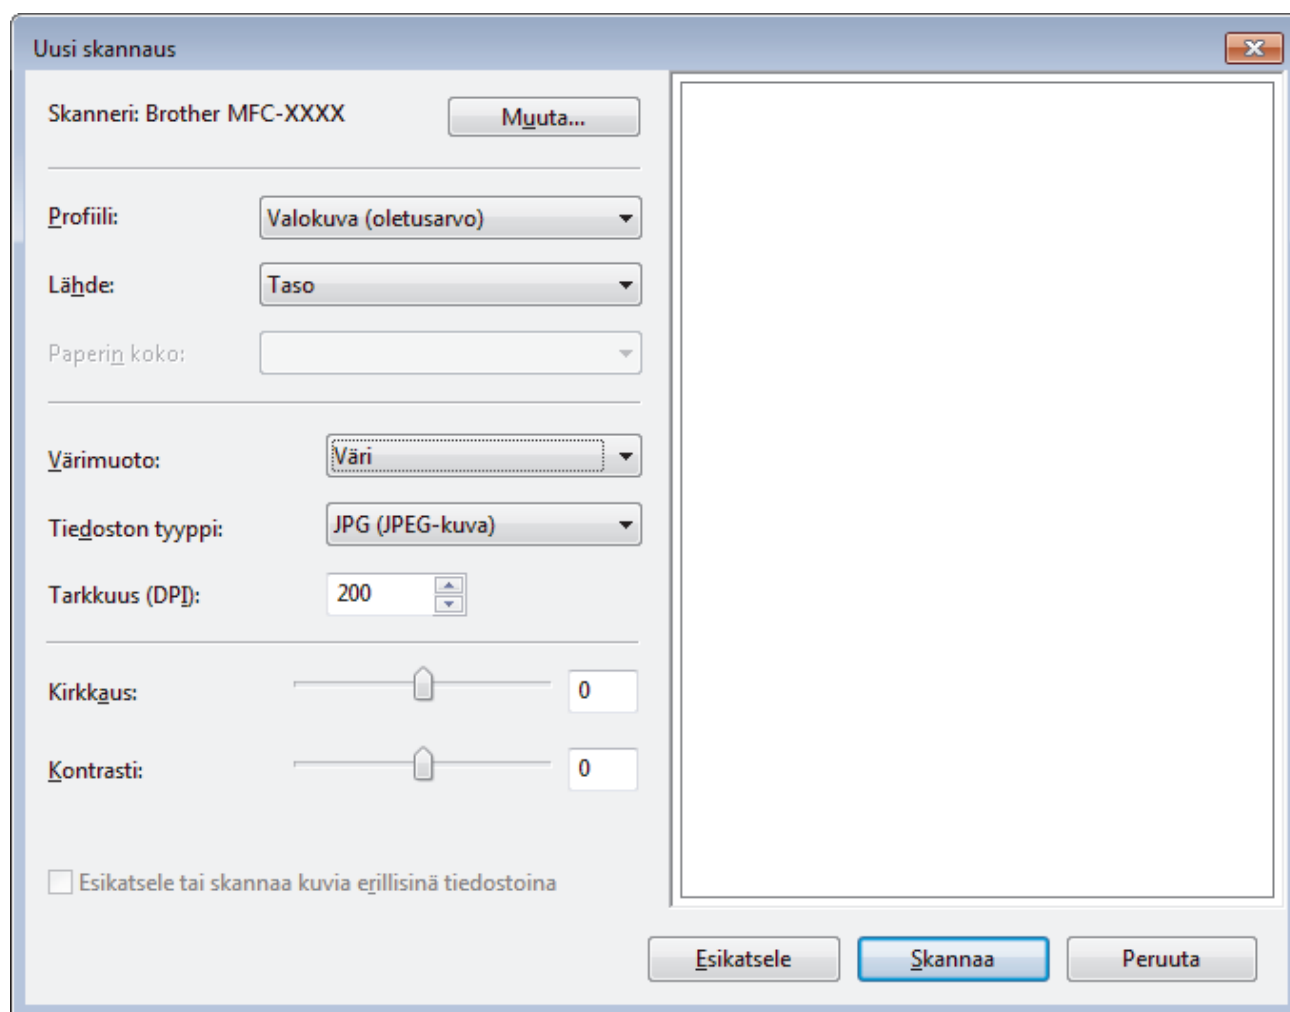 Uusi skannaus
Skanneri: Brother MFC-XXXX
Muuta...
Profiili:
Valokuva (oletusarvo)
Lähde:
Taso
Paperin koko:
Värimuoto:
Väri
Tiedoston tyyppi:
JPG (JPEG-kuva)
Tarkkuus (DPI):
200
Kirkkaus:
0
Kontrasti:
0
Esikatsele tai skannaa kuvia erillisinä tiedostoina
Esikatsele
Skannaa
Peruuta